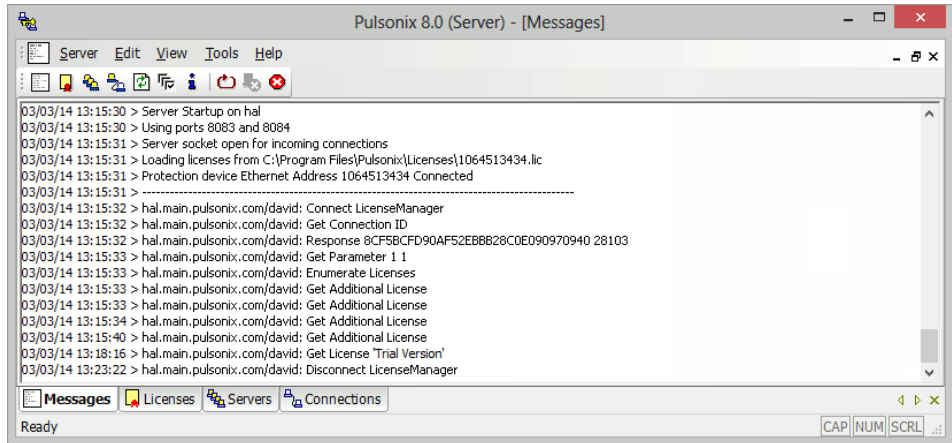 Pulsonix 8.0 (Server) - [Messages]
Server Edit View Tools Help
03/03/14 13:15:30 > Server Startup on hal
03/03/14 13:15:30 > Using ports 8083 and 8084
03/03/14 13:15:31 > Server socket open for incoming connections
03/03/14 13:15:31 > Loading licenses from C:\Program Files\Pulsonix\Licenses\1064513434.lic
03/03/14 13:15:31 > Protection device Ethernet Address 1064513434 Connected
03/03/14 13:15:31 > ------------------------------------------------------------------------------------------
03/03/14 13:15:32 > hal.main.pulsonix.com/david: Connect LicenseManager
03/03/14 13:15:32 > hal.main.pulsonix.com/david: Get Connection ID
03/03/14 13:15:32 > hal.main.pulsonix.com/david: Response 8CF5BCFD90AF52EBBB28C0E090970940 28103
03/03/14 13:15:33 > hal.main.pulsonix.com/david: Get Parameter 1 1
03/03/14 13:15:33 > hal.main.pulsonix.com/david: Enumerate Licenses
03/03/14 13:15:33 > hal.main.pulsonix.com/david: Get Additional License
03/03/14 13:15:33 > hal.main.pulsonix.com/david: Get Additional License
03/03/14 13:15:34 > hal.main.pulsonix.com/david: Get Additional License
03/03/14 13:15:40 > hal.main.pulsonix.com/david: Get Additional License
03/03/14 13:18:16 > hal.main.pulsonix.com/david: Get License 'Trial Version'
03/03/14 13:23:22 > hal.main.pulsonix.com/david: Disconnect LicenseManager
Messages Licenses Servers Connections
Ready CAP NUM SCRL